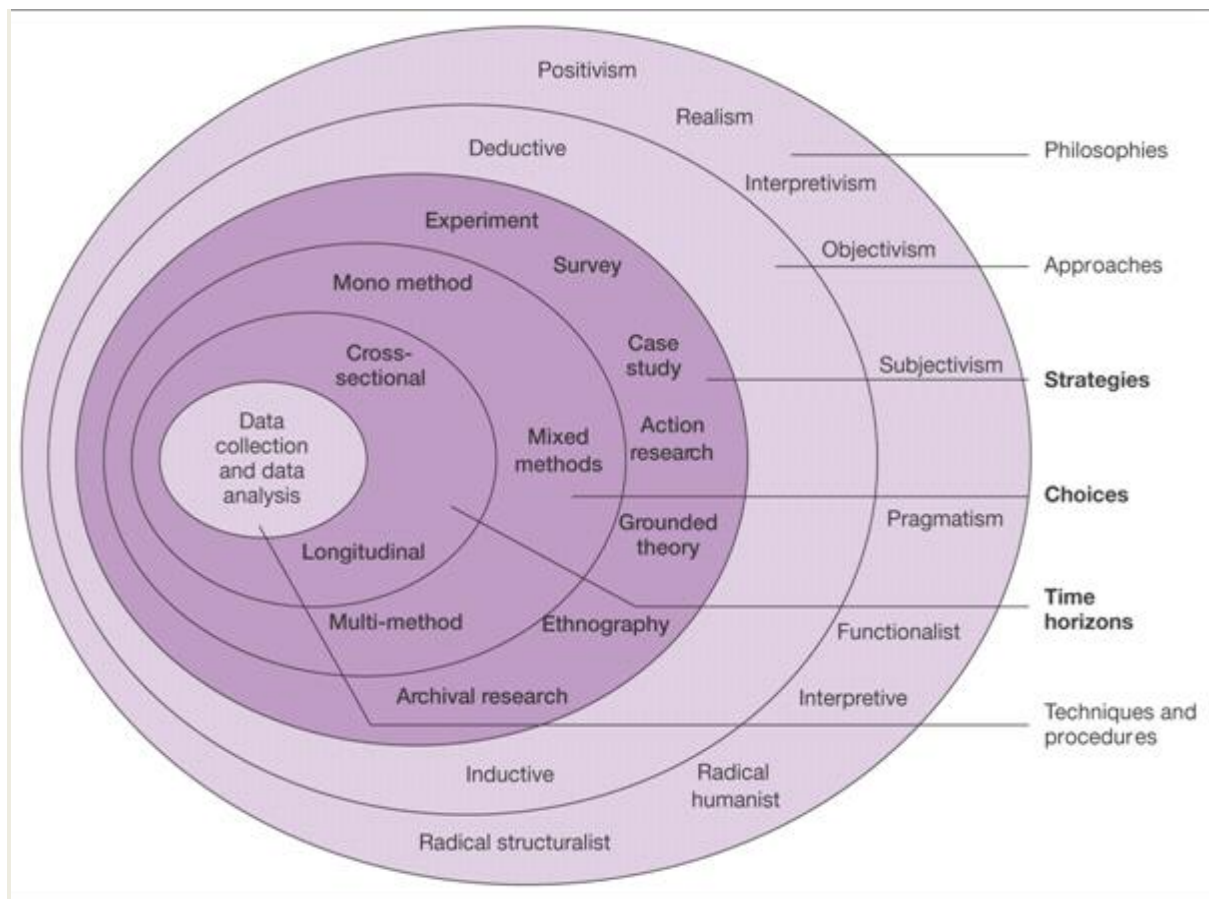 Positivism
Realism
Philosophies
Deductive
Interpretivism
Experiment
Objectivism
Survey
Approaches
Mono method
Case
study
Cross-
sectional
Subjectivism
Strategies
Data
collection
and data
analysis
Mixed
methods
Action
research
Choices
Pragmatism
Grounded
theory
Longitudinal
Time
horizons
Multi-method
Ethnography
Functionalist
Archival research
Interpretive
Techniques and
procedures
Inductive
Radical
humanist
Radical structuralist